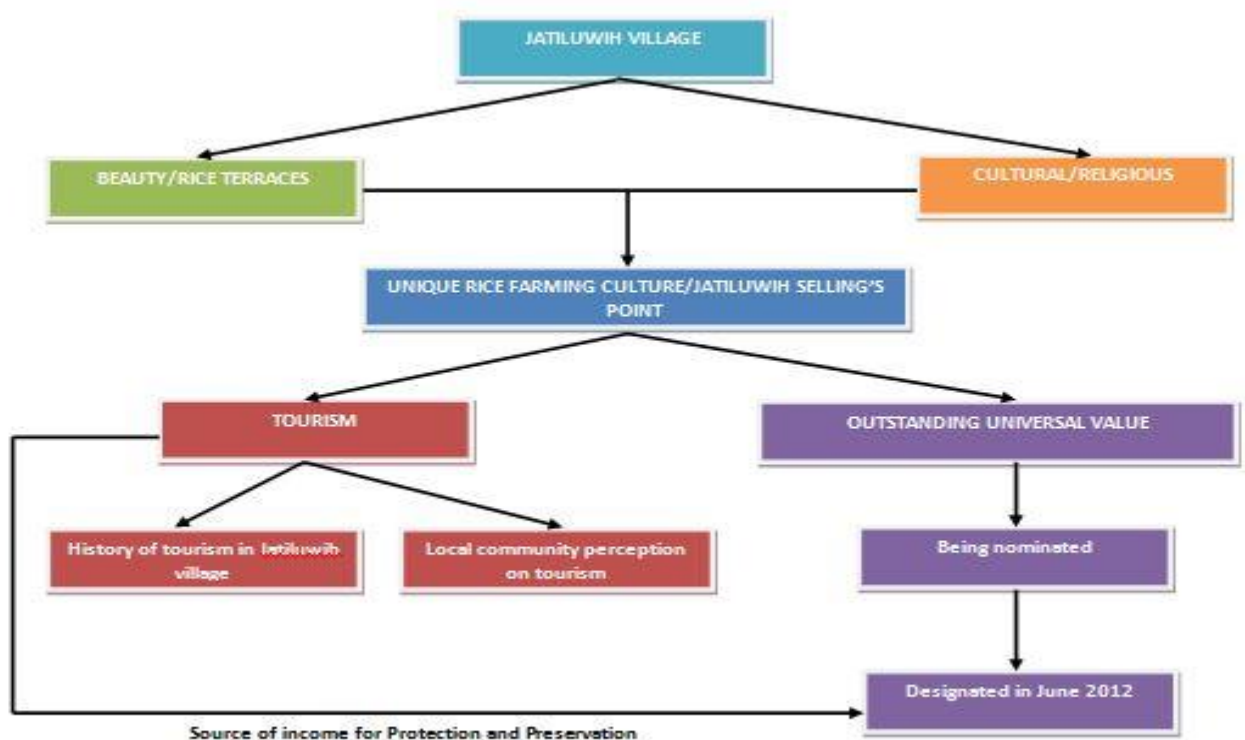 JATILUWIH VILLAGE
BEAUTY/RICE TERRACES
CULTURAL/RELIGIOUS
UNIQUE RICE FARMING CULTURE/JATILUWIH SELLING'S
POINT
TOURISM
OUTSTANDING UNIVERSAL VALUE
History of tourism in Jatiluwih
village
Local community perception
on tourism
Being nominated
Designated in June 2012
Source of income for Protection and Preservation